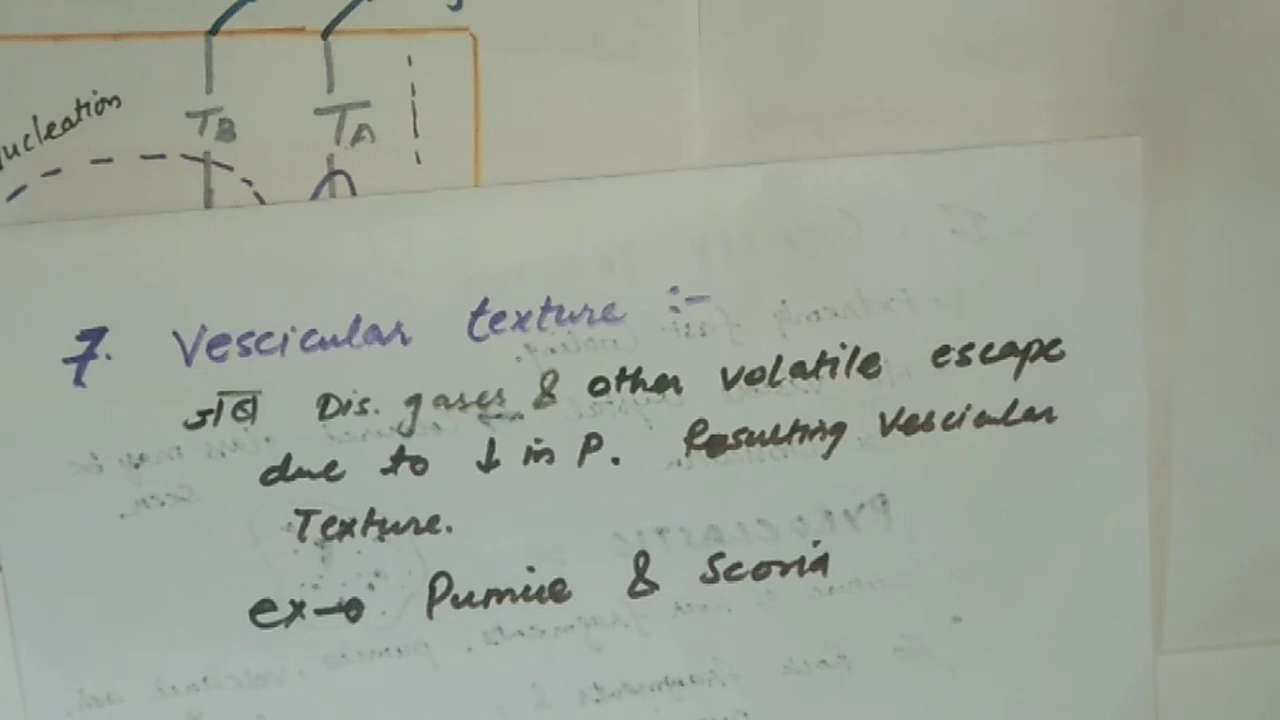 ucleation
TB
TA
7. Vescicular texture :-
जब Dis. gases & other volatile escape
due to ↓ in P. Resulting Vescicular
Texture.
ex→ Pumice & Scoria